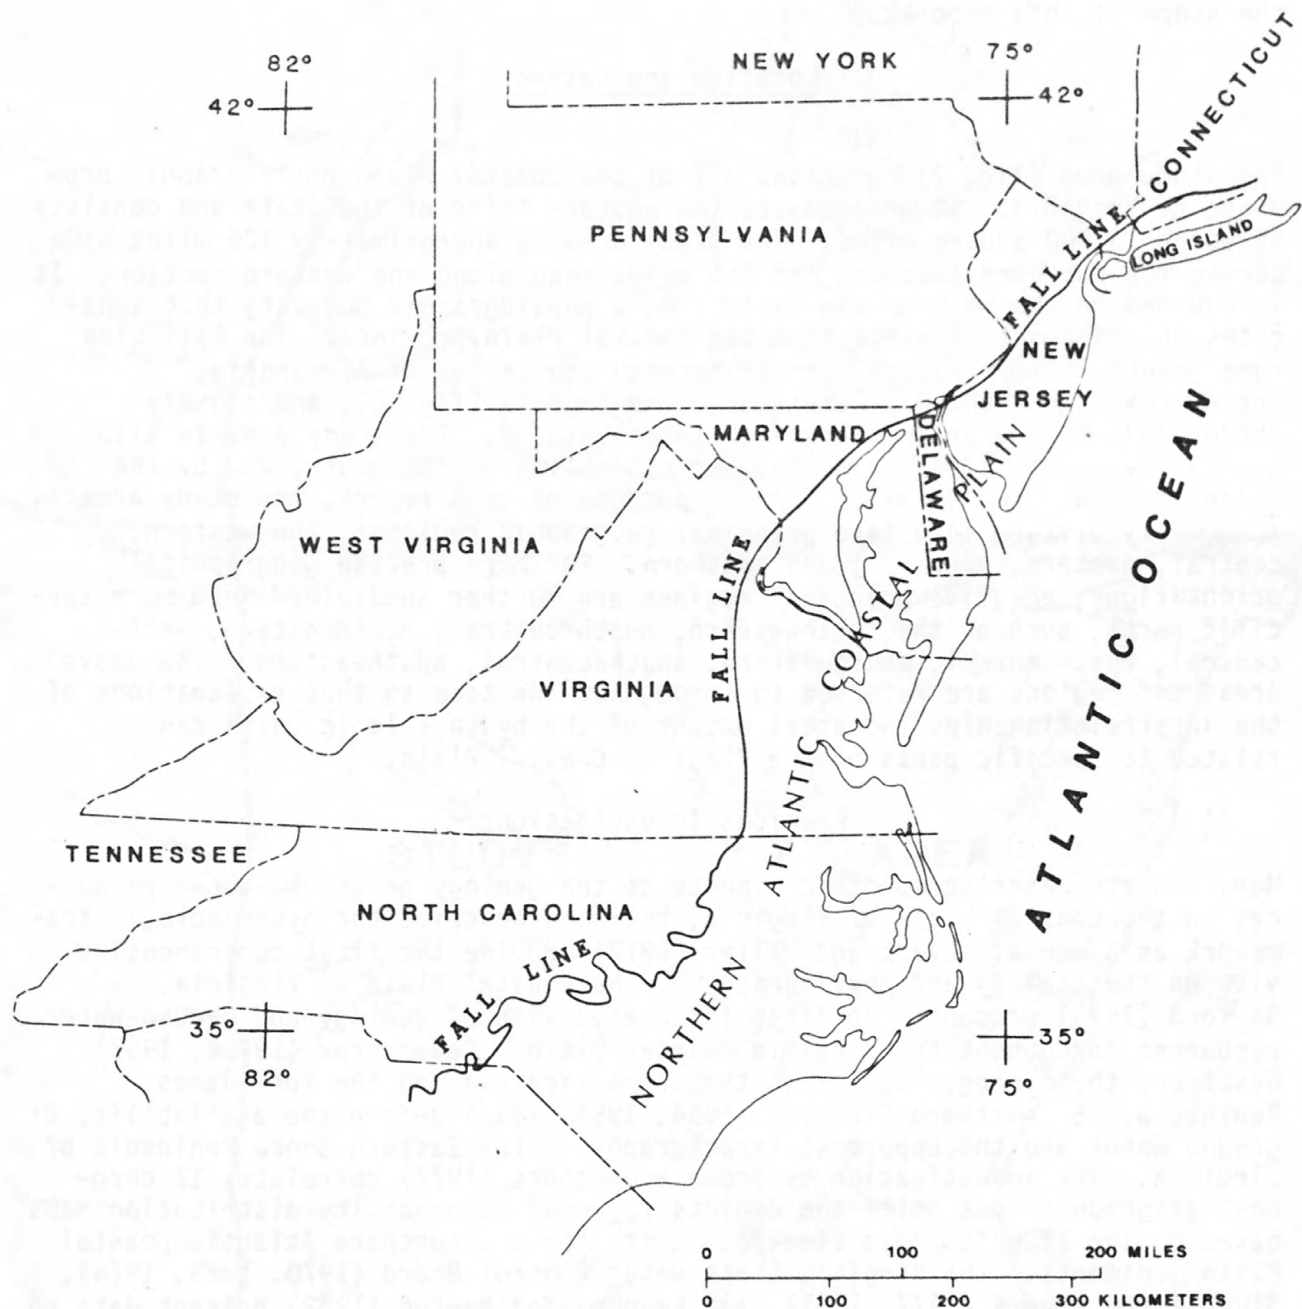 NEW YORK
82°
42°
75°
42°
CONNECTICUT
PENNSYLVANIA
FALL LINE
LONG ISLAND
NEW
JERSEY
MARYLAND
DELAWARE
WEST VIRGINIA
VIRGINIA
FALL LINE
NORTHERN ATLANTIC COASTAL PLAIN
ATLANTIC OCEAN
TENNESSEE
NORTH CAROLINA
FALL LINE
35°
82°
35°
75°
0 100 200 MILES
0 100 200 300 KILOMETERS